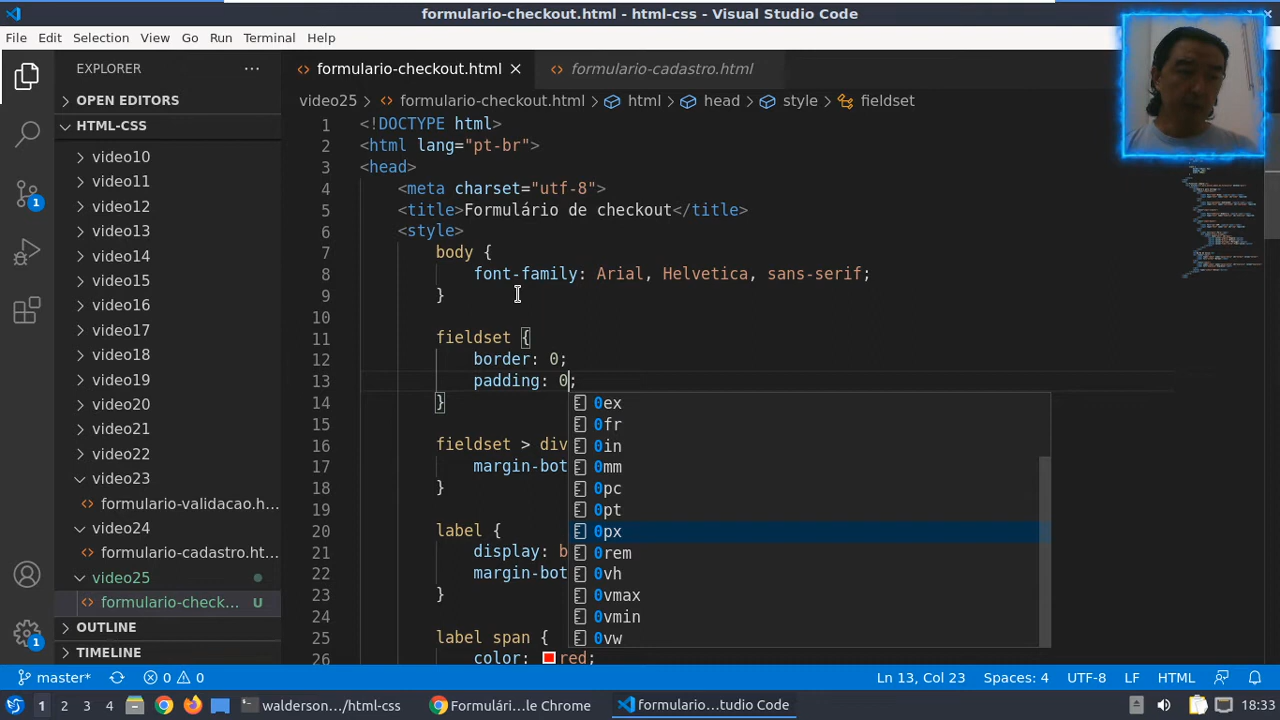 formulario-checkout.html - html-css - Visual Studio Code
File Edit Selection View Go Run Terminal Help
EXPLORER ...
formulario-checkout.html
formulario-cadastro.html
OPEN EDITORS
video25 > formulario-checkout.html > html > head > style > fieldset
HTML-CSS
video10
video11
video12
video13
video14
video15
video16
video17
video18
video19
video20
video21
video22
video23
formulario-validacao.h...
video24
formulario-cadastro.ht...
video25
formulario-check... U
OUTLINE
TIMELINE
1
1
1 <!DOCTYPE html>
2 <html lang="pt-br">
3 <head>
4 <meta charset="utf-8">
5 <title>Formulário de checkout</title>
6 <style>
7 body {
8 font-family: Arial, Helvetica, sans-serif;
9 }
10
11 fieldset {
12 border: 0;
13 padding: 0;
14 }
15
16 fieldset > div
17 margin-bot
18 }
19
20 label {
21 display: b
22 margin-bot
23 }
24
25 label span {
26 color: red;
0ex
0fr
0in
0mm
0pc
0pt
0px
0rem
0vh
0vmax
0vmin
0vw
master* 0 0 Ln 13, Col 23 Spaces: 4 UTF-8 LF HTML
1 2 3 4 walderson.../html-css Formulári...le Chrome formulario...tudio Code 18:33